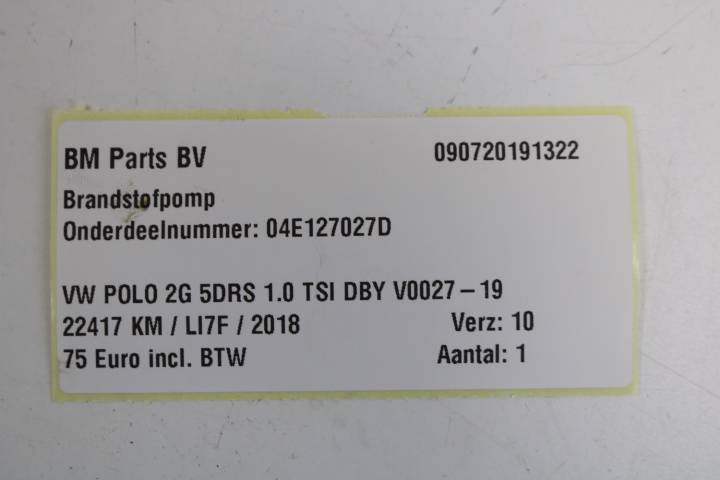 BM Parts BV 090720191322
Brandstofpomp
Onderdeelnummer: 04E127027D
VW POLO 2G 5DRS 1.0 TSI DBY V0027-19
22417 KM / LI7F / 2018 Verz: 10
75 Euro incl. BTW Aantal: 1